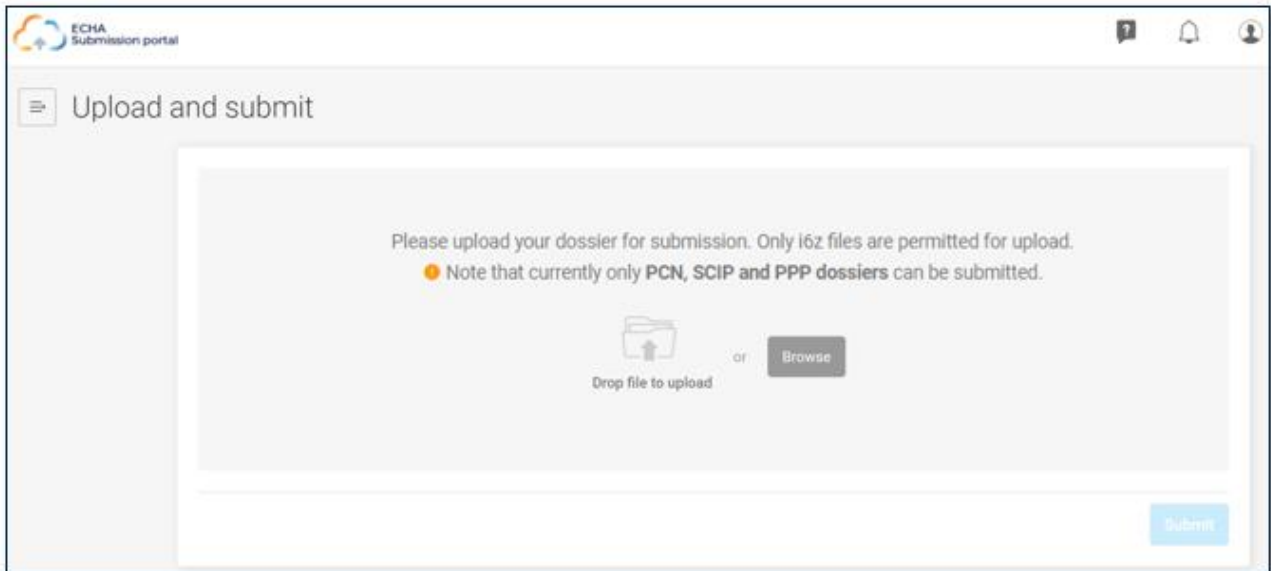 ECHA
Submission portal
?
Upload and submit
Please upload your dossier for submission. Only i6z files are permitted for upload.
Note that currently only PCN, SCIP and PPP dossiers can be submitted.
or
Browse
Drop file to upload
Submit